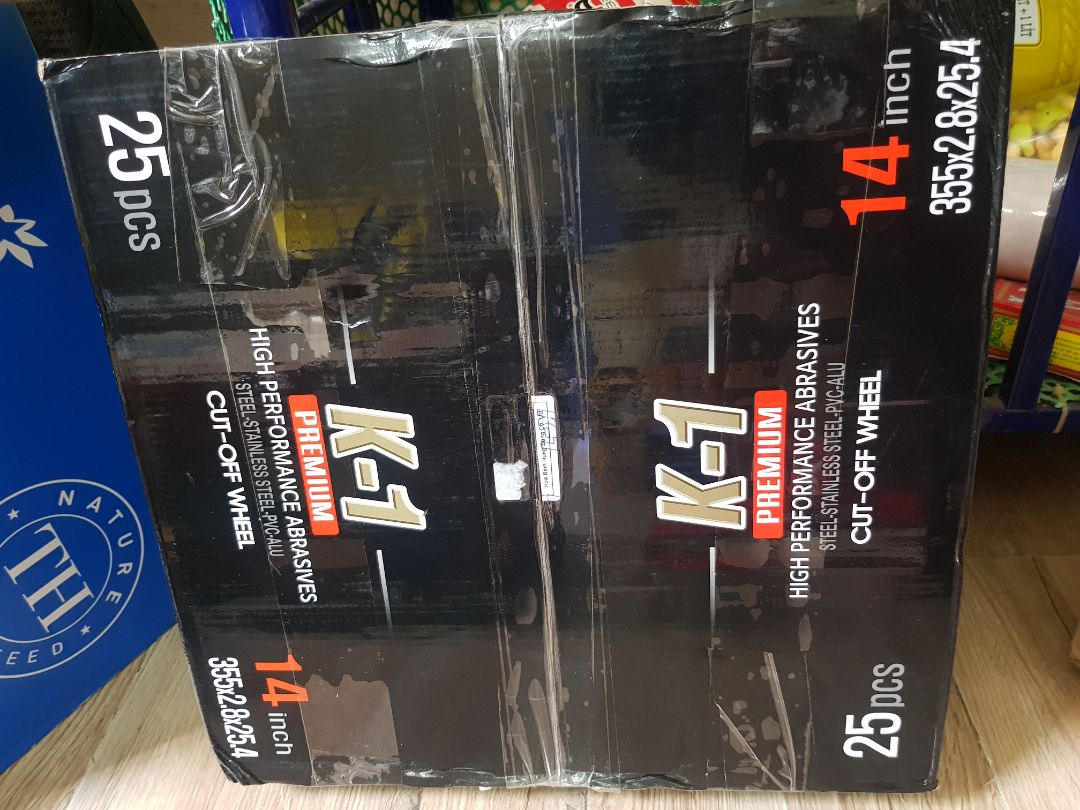 25 pcs
K-1
PREMIUM
HIGH PERFORMANCE ABRASIVES
STEEL-STAINLESS STEEL-PVC-ALU
CUT-OFF WHEEL
14 inch
355x2.8x25.4
14 inch
355x2.8x25.4
K-1
PREMIUM
HIGH PERFORMANCE ABRASIVES
STEEL-STAINLESS STEEL-PVC-ALU
CUT-OFF WHEEL
25 pcs
NATURE
TH